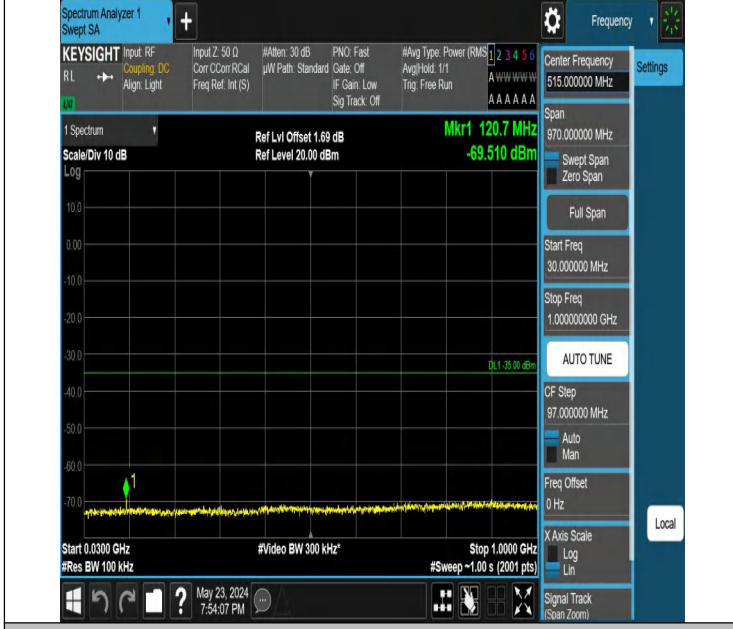 Spectrum Analyzer 1
Swept SA
+
Frequency
KEYSIGHT
RL
LXI
Input: RF
Coupling: DC
Align: Light
Input Z: 50 Ω
Corr CCorr RCal
Freq Ref: Int (S)
#Atten: 30 dB
µW Path: Standard
PNO: Fast
Gate: Off
IF Gain: Low
Sig Track: Off
#Avg Type: Power (RMS
Avg|Hold: 1/1
Trig: Free Run
1 2 3 4 5 6
A W W W W W
A A A A A A
1 Spectrum
Scale/Div 10 dB
Log
Ref Lvl Offset 1.69 dB
Ref Level 20.00 dBm
Mkr1 120.7 MHz
-69.510 dBm
10.0
0.00
-10.0
-20.0
-30.0
DL1 -35.00 dBm
-40.0
-50.0
-60.0
1
-70.0
Start 0.0300 GHz
#Res BW 100 kHz
#Video BW 300 kHz*
Stop 1.0000 GHz
#Sweep ~1.00 s (2001 pts)
?
May 23, 2024
7:54:07 PM
Center Frequency
515.000000 MHz
Settings
Span
970.000000 MHz
Swept Span
Zero Span
Full Span
Start Freq
30.000000 MHz
Stop Freq
1.000000000 GHz
AUTO TUNE
CF Step
97.000000 MHz
Auto
Man
Freq Offset
0 Hz
X Axis Scale
Log
Lin
Local
Signal Track
(Span Zoom)